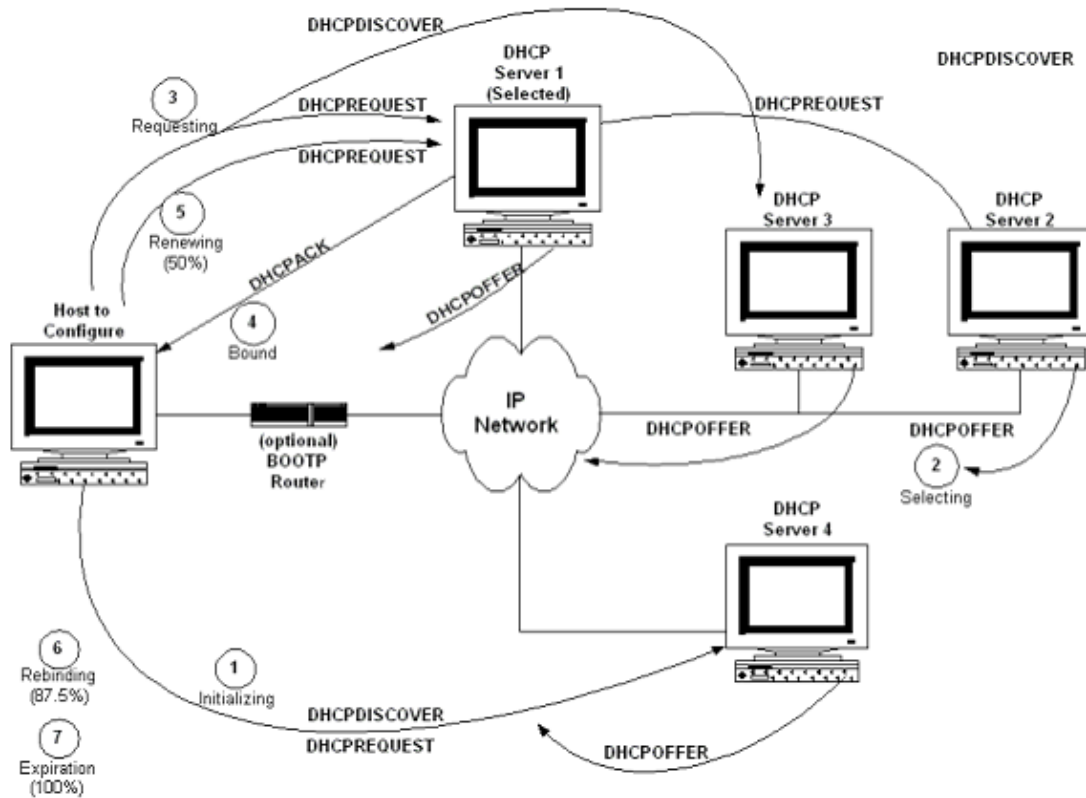 DHCPDISCOVER
DHCP
Server 1
(Selected)
DHCPDISCOVER
3
Requesting
DHCPREQUEST
DHCPREQUEST
DHCPREQUEST
5
Renewing
(50%)
DHCP
Server 3
DHCP
Server 2
DHCPACK
DHCPOFFER
Host to
Configure
4
Bound
IP
Network
(optional)
BOOTP
Router
DHCPOFFER
DHCPOFFER
2
Selecting
DHCP
Server 4
6
Rebinding
(87.5%)
1
Initializing
DHCPDISCOVER
DHCPREQUEST
DHCPOFFER
7
Expiration
(100%)